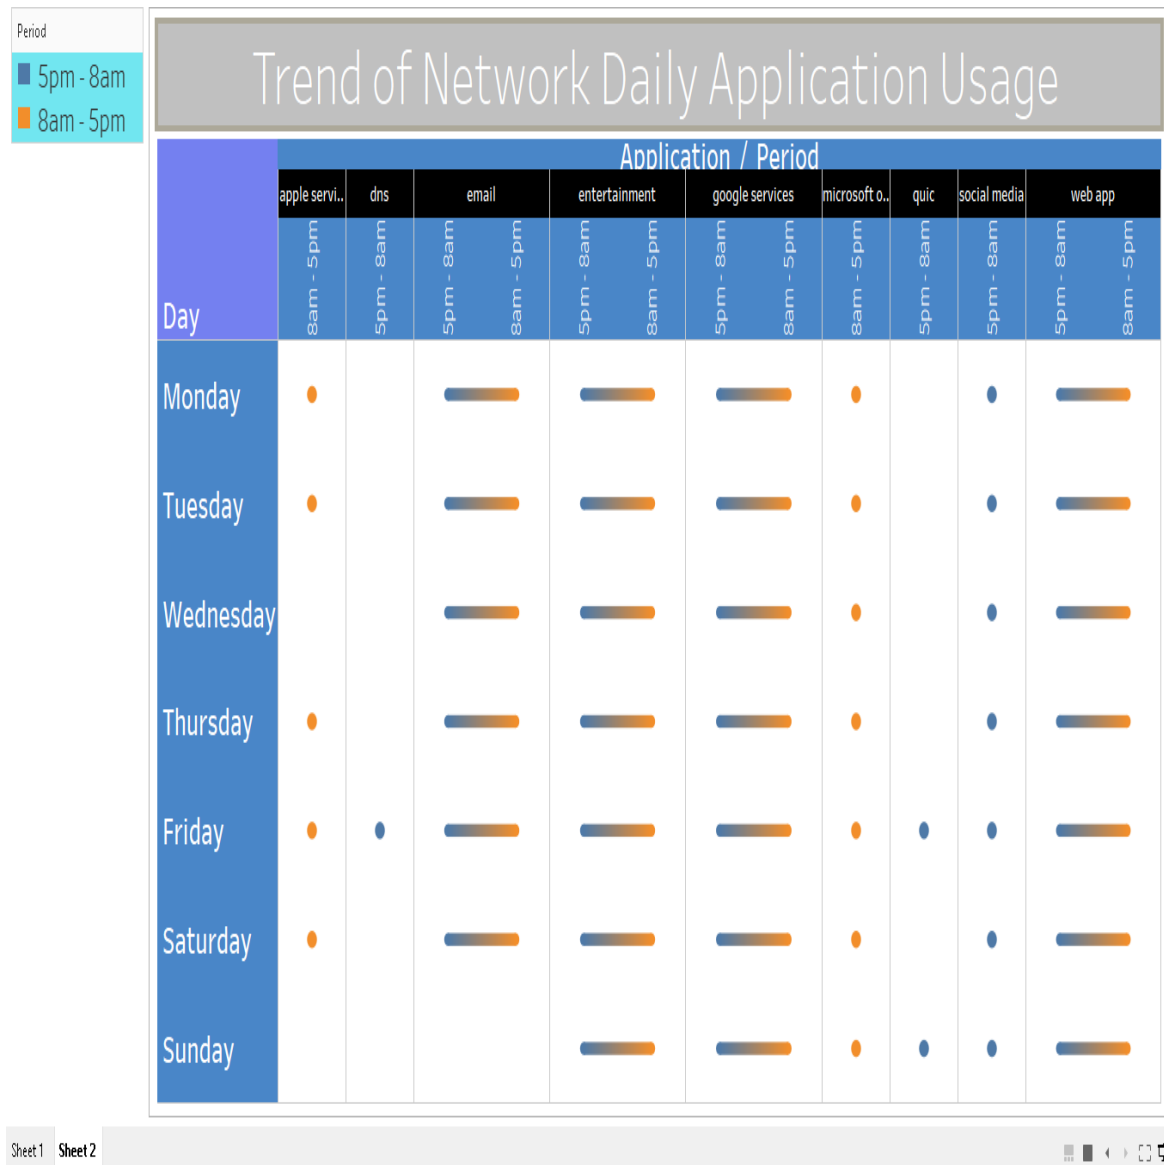 Period
5pm - 8am
8am - 5pm
Trend of Network Daily Application Usage
Application / Period
apple servi.. dns email entertainment google services microsoft o.. quic social media web app
Day 8am - 5pm 5pm - 8am 5pm - 8am 8am - 5pm 5pm - 8am 8am - 5pm 5pm - 8am 8am - 5pm 8am - 5pm 5pm - 8am 5pm - 8am 5pm - 8am 8am - 5pm
Monday
Tuesday
Wednesday
Thursday
Friday
Saturday
Sunday
Sheet 1 Sheet 2